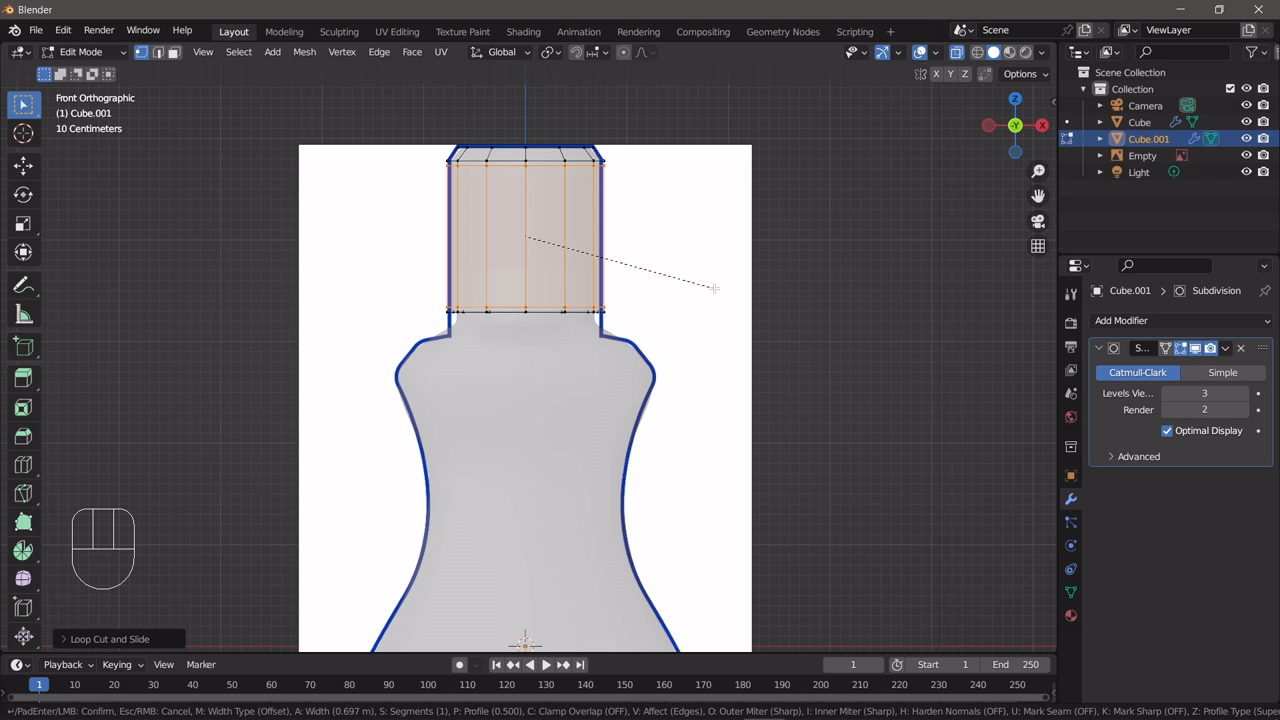 Blender
File Edit Render Window Help Layout Modeling Sculpting UV Editing Texture Paint Shading Animation Rendering Compositing Geometry Nodes Scripting + Scene ViewLayer
Edit Mode View Select Add Mesh Vertex Edge Face UV Global
X Y Z Options
Front Orthographic
(1) Cube.001
10 Centimeters
Z
X
-Y
Scene Collection
Collection
Camera
Cube
Cube.001
Empty
Light
Cube.001 Subdivision
Add Modifier
S...
Catmull-Clark Simple
Levels Vie... 3
Render 2
Optimal Display
Advanced
Loop Cut and Slide
Playback Keying View Marker 1 Start 1 End 250
1 10 20 30 40 50 60 70 80 90 100 110 120 130 140 150 160 170 180 190 200 210 220 230 240 250
↵/PadEnter/LMB: Confirm, Esc/RMB: Cancel, M: Width Type (Offset), A: Width (0.697 m), S: Segments (1), P: Profile (0.500), C: Clamp Overlap (OFF), V: Affect (Edges), O: Outer Miter (Sharp), I: Inner Miter (Sharp), H: Harden Normals (OFF), U: Mark Seam (OFF), K: Mark Sharp (OFF), Z: Profile Type (Supe